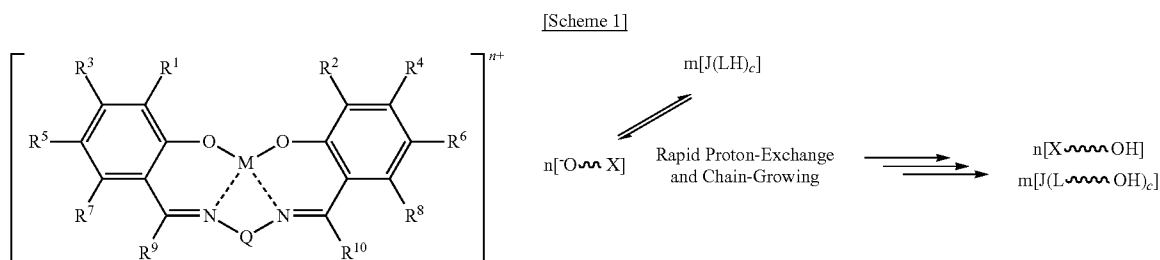 [Scheme 1]
n+
R³ R¹ R² R⁴
R⁵ O M O R⁶
R⁷ N N R⁸
R⁹ Q R¹⁰
m[J(LH)c]
n[⁻O X]
Rapid Proton-Exchange
and Chain-Growing
n[X OH]
m[J(L OH)c]